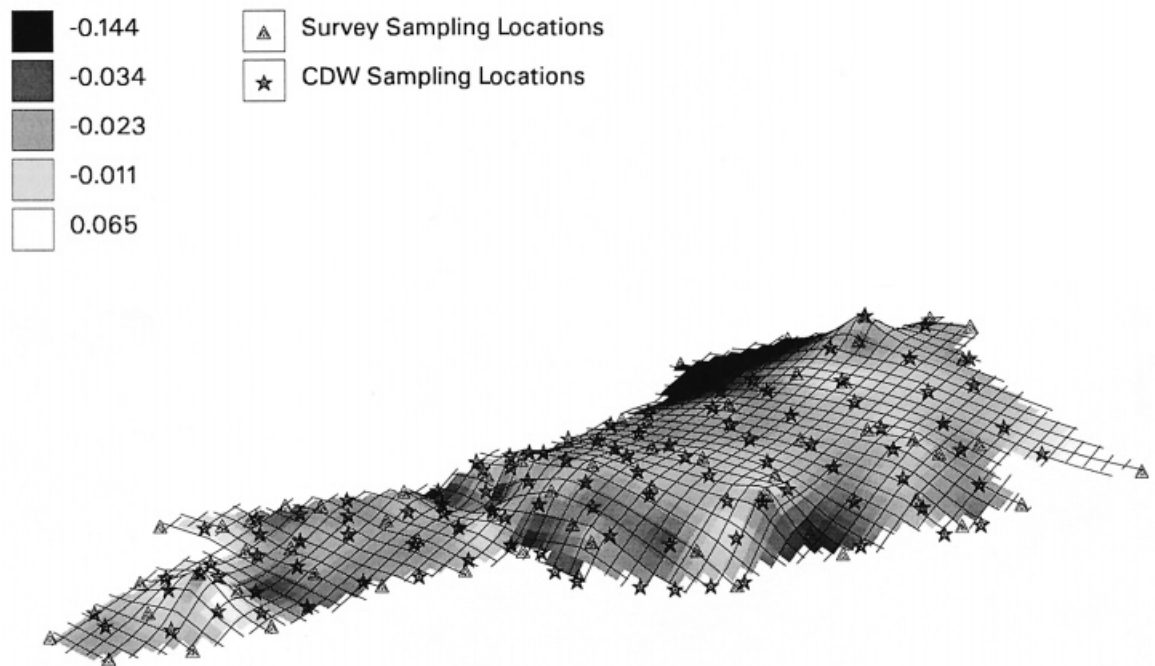 -0.144
-0.034
-0.023
-0.011
0.065
Survey Sampling Locations
CDW Sampling Locations